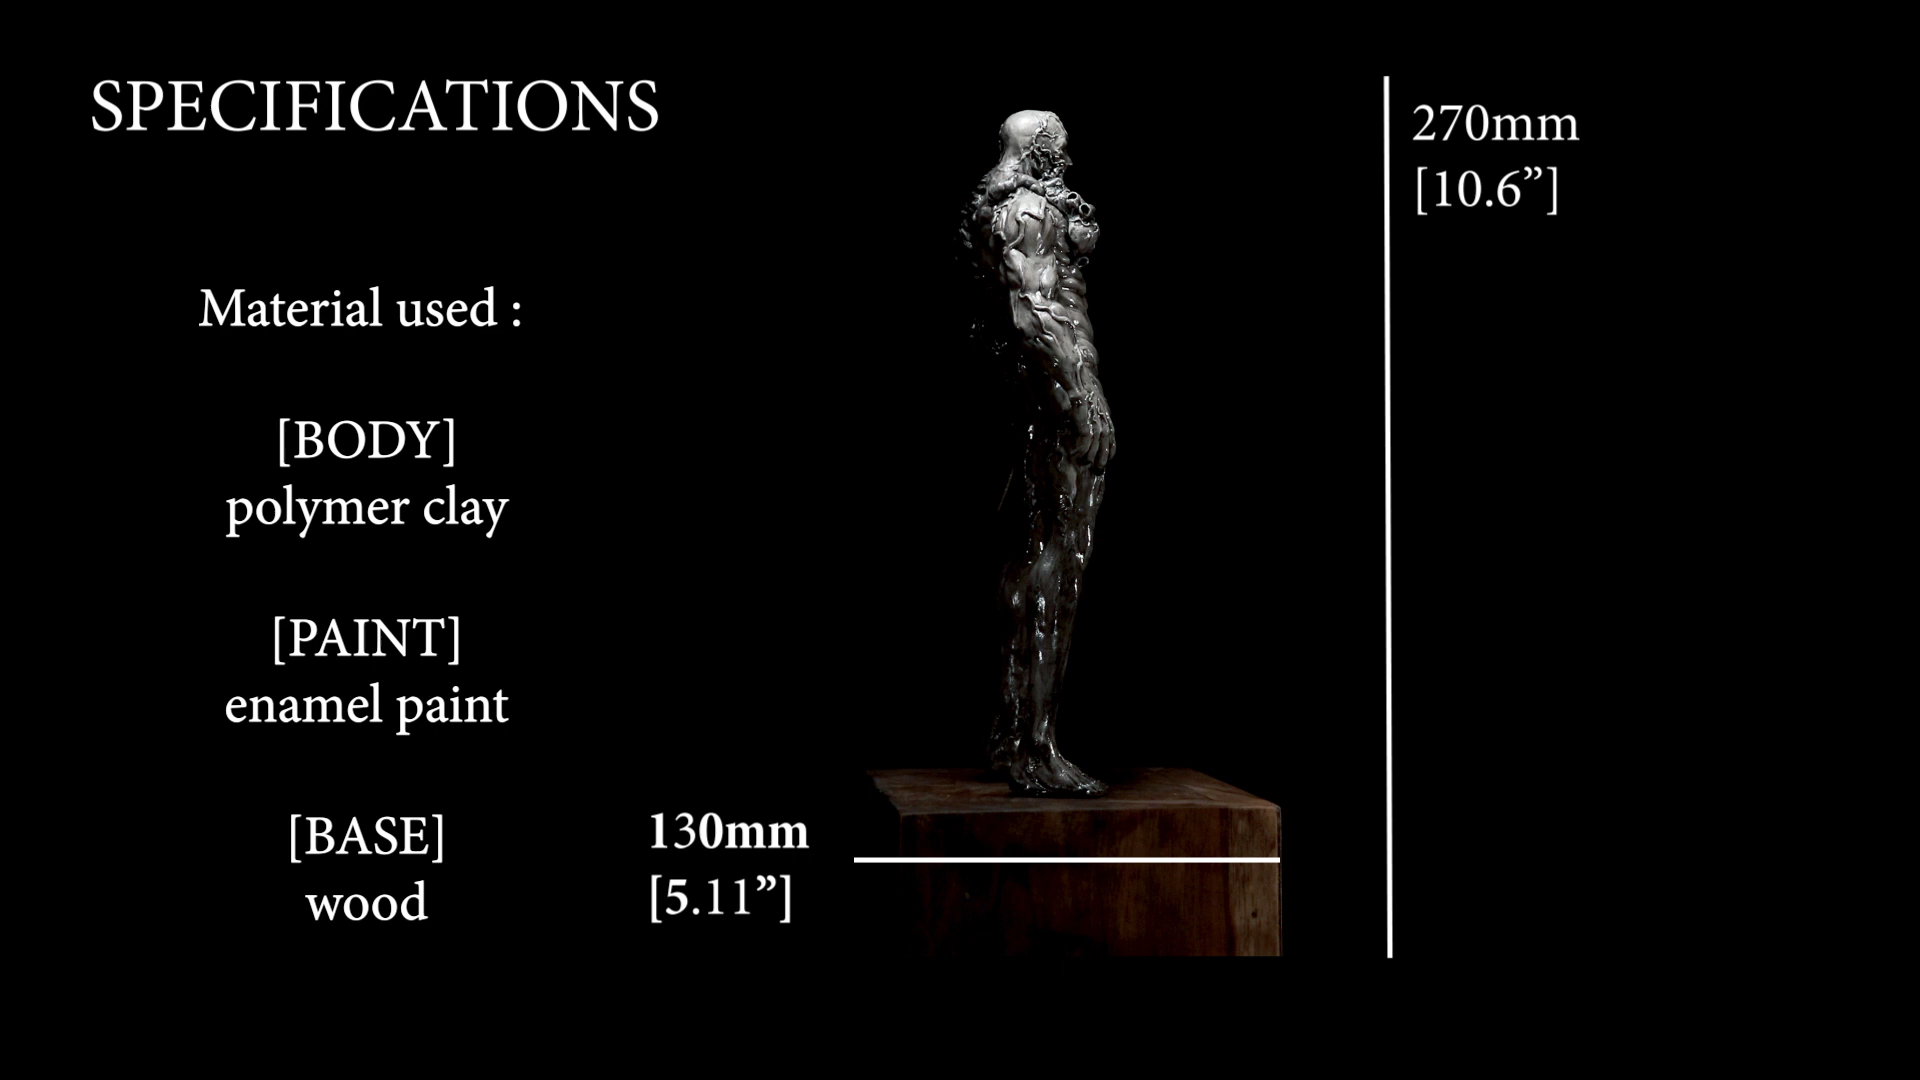 SPECIFICATIONS
Material used :
[BODY]
polymer clay
[PAINT]
enamel paint
[BASE]
wood
130mm
[5.11”]
270mm
[10.6”]